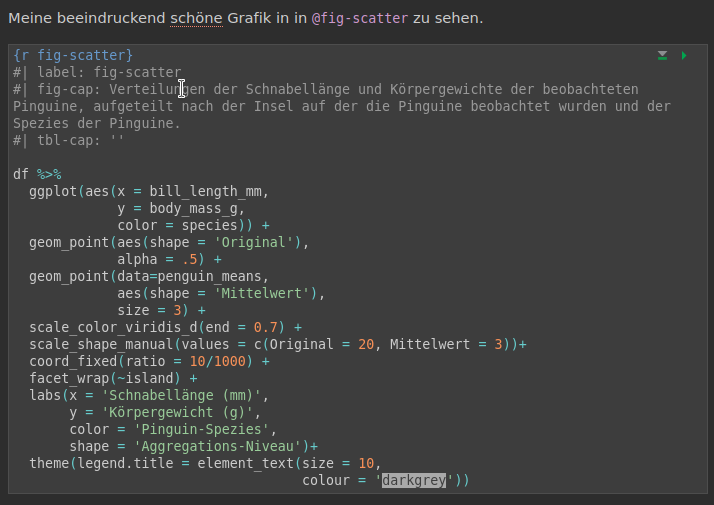 Meine beeindruckend schöne Grafik in in @fig-scatter zu sehen.
{r fig-scatter}
#| label: fig-scatter
#| fig-cap: Verteilungen der Schnabellänge und Körpergewichte der beobachteten
Pinguine, aufgeteilt nach der Insel auf der die Pinguine beobachtet wurden und der
Spezies der Pinguine.
#| tbl-cap: ''
df %>%
  ggplot(aes(x = bill_length_mm,
             y = body_mass_g,
             color = species)) +
  geom_point(aes(shape = 'Original'),
             alpha = .5) +
  geom_point(data=penguin_means,
             aes(shape = 'Mittelwert'),
             size = 3) +
  scale_color_viridis_d(end = 0.7) +
  scale_shape_manual(values = c(Original = 20, Mittelwert = 3))+
  coord_fixed(ratio = 10/1000) +
  facet_wrap(~island) +
  labs(x = 'Schnabellänge (mm)',
       y = 'Körpergewicht (g)',
       color = 'Pinguin-Spezies',
       shape = 'Aggregations-Niveau')+
  theme(legend.title = element_text(size = 10,
                                    colour = 'darkgrey'))